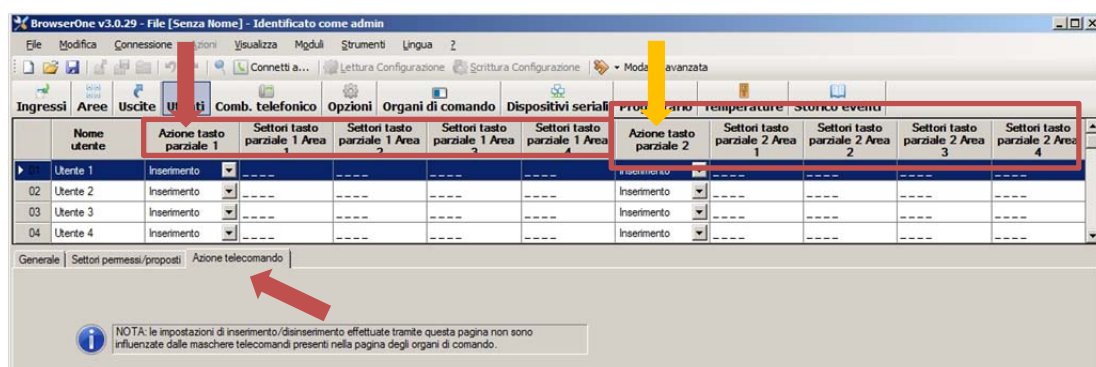 BrowserOne v3.0.29 - File [Senza Nome] - Identificato come admin
File Modifica Connessione Visualizza Moduli Strumenti Lingua ?
Connetti a... Lettura Configurazione Scrittura Configurazione avanzata
Ingressi Aree Uscite Utenti Comb. telefonico Opzioni Organi di comando Dispositivi seriali Temperature Storico eventi
Nome utente Azione tasto parziale 1 Settori tasto parziale 1 Area 1 Settori tasto parziale 1 Area 2 Settori tasto parziale 1 Area 3 Settori tasto parziale 1 Area 4 Azione tasto parziale 2 Settori tasto parziale 2 Area 1 Settori tasto parziale 2 Area 2 Settori tasto parziale 2 Area 3 Settori tasto parziale 2 Area 4
01 Utente 1 Inserimento _ _ _ _ _ _ _ _ _ _ _ _ _ _ _ _ Inserimento _ _ _ _ _ _ _ _ _ _ _ _ _ _ _ _
02 Utente 2 Inserimento _ _ _ _ _ _ _ _ _ _ _ _ _ _ _ _ Inserimento _ _ _ _ _ _ _ _ _ _ _ _ _ _ _ _
03 Utente 3 Inserimento _ _ _ _ _ _ _ _ _ _ _ _ _ _ _ _ Inserimento _ _ _ _ _ _ _ _ _ _ _ _ _ _ _ _
04 Utente 4 Inserimento _ _ _ _ _ _ _ _ _ _ _ _ _ _ _ _ Inserimento _ _ _ _ _ _ _ _ _ _ _ _ _ _ _ _
Generale Settori permessi/proposti Azione telecomando
NOTA: le impostazioni di inserimento/disinserimento effettuate tramite questa pagina non sono
influenzate dalle maschere telecomandi presenti nella pagina degli organi di comando.